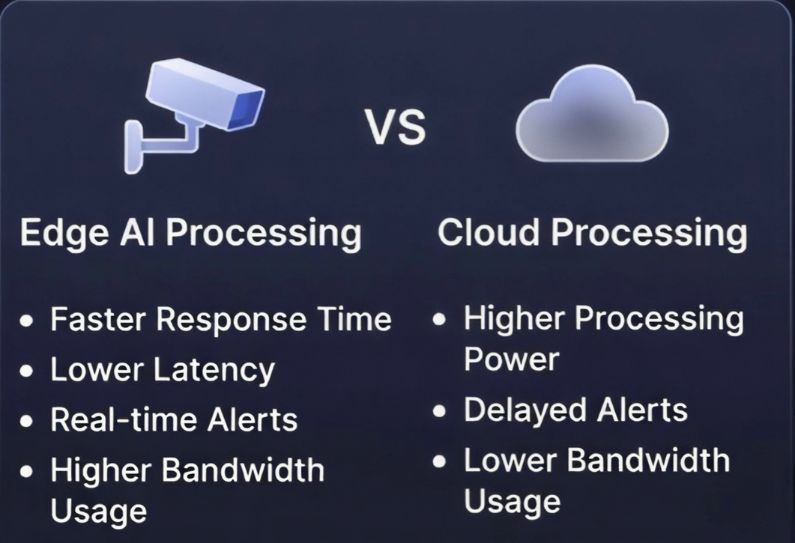 VS
Edge AI Processing
• Faster Response Time
• Lower Latency
• Real-time Alerts
• Higher Bandwidth
Usage
Cloud Processing
• Higher Processing
Power
• Delayed Alerts
• Lower Bandwidth
Usage